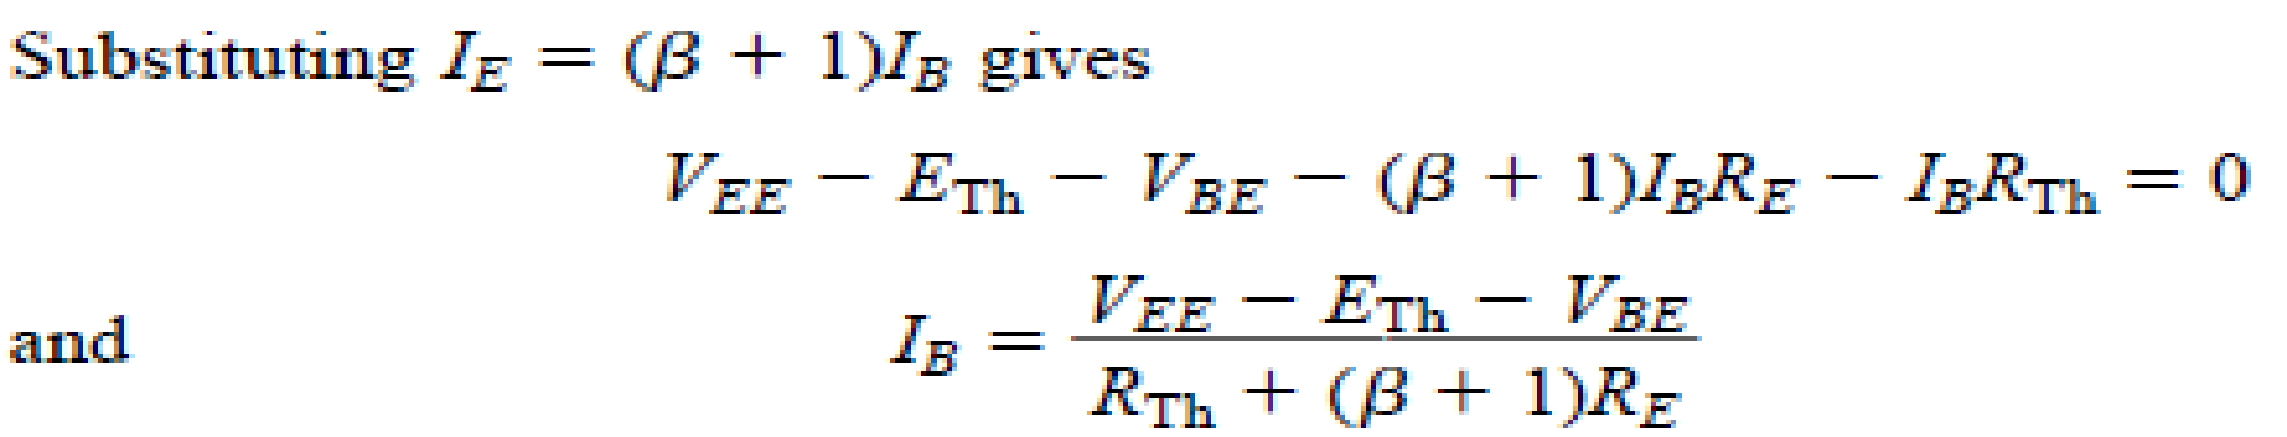 Substituting I_E = (β + 1)I_B gives
V_EE − E_Th − V_BE − (β + 1)I_B R_E − I_B R_Th = 0
and I_B = \frac{V_EE − E_Th − V_BE}{R_Th + (β + 1)R_E}